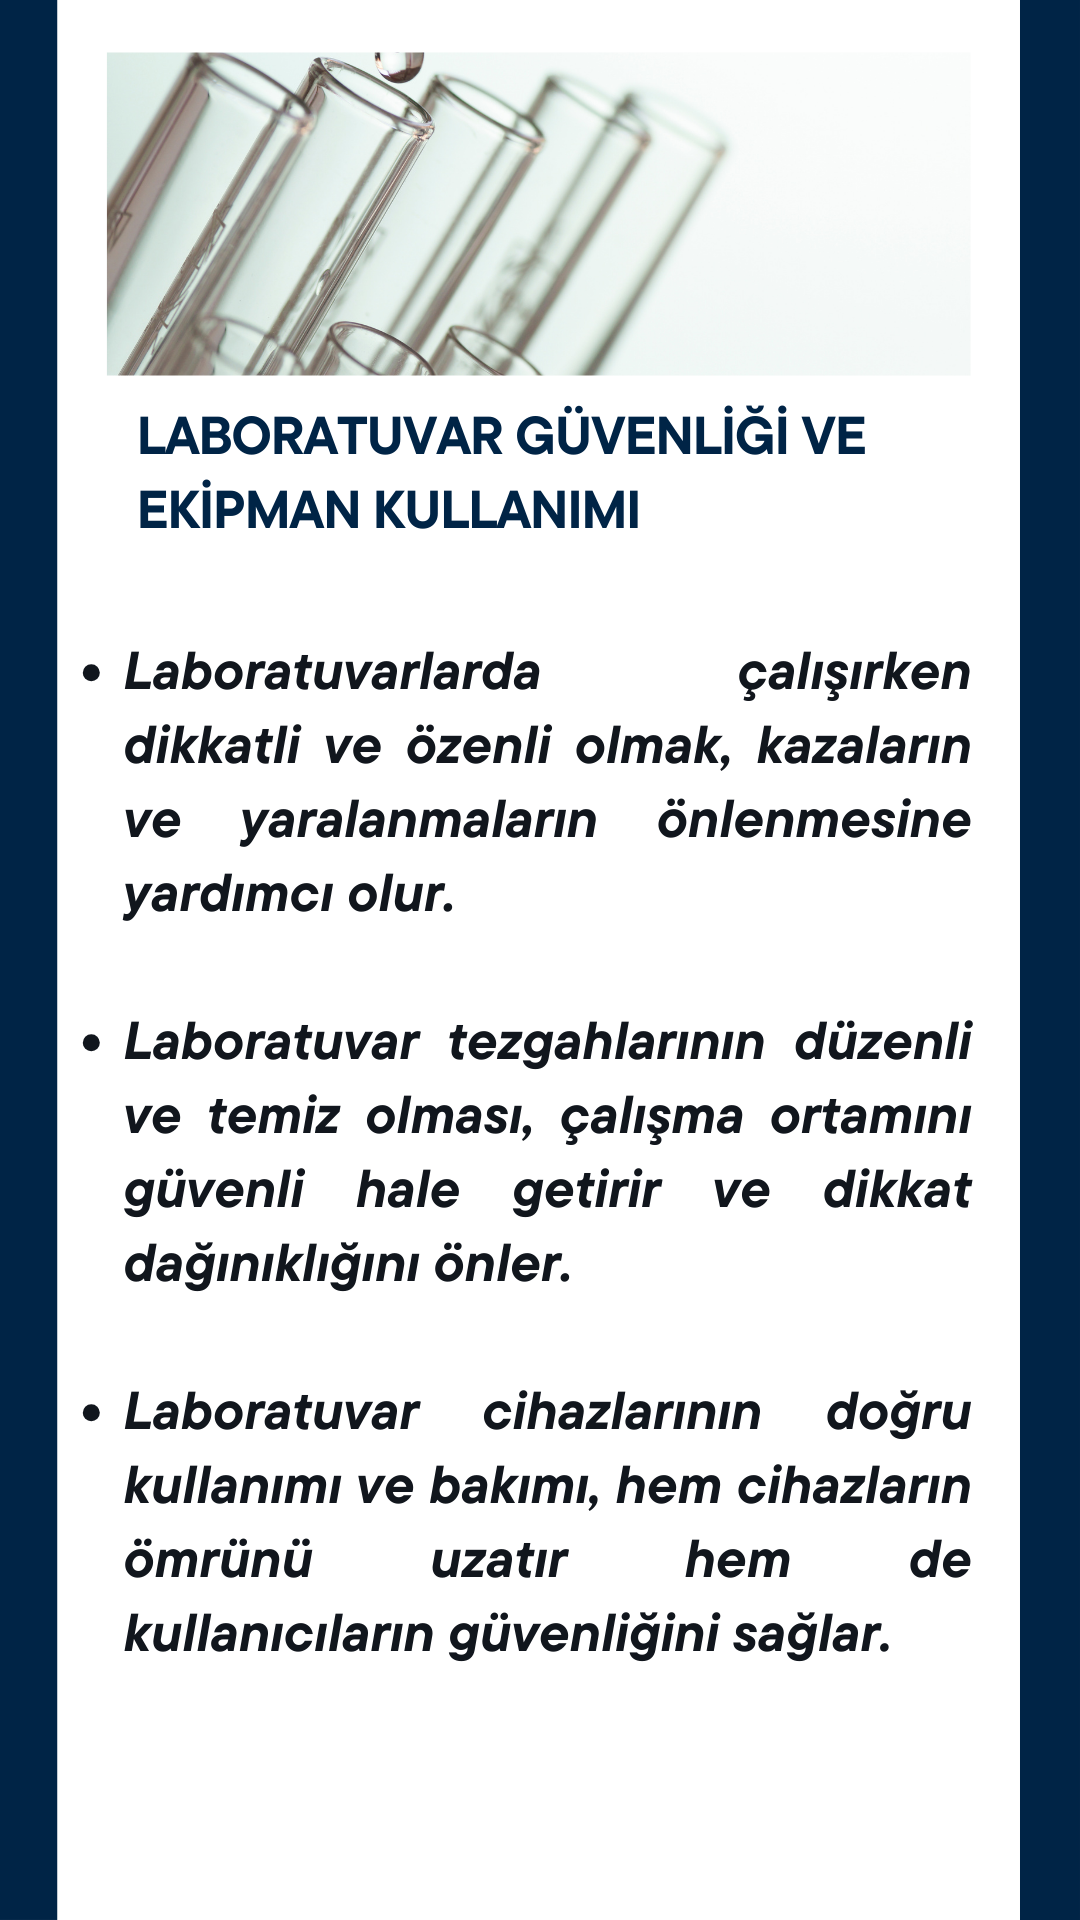 LABORATUVAR GÜVENLİĞİ VE
EKİPMAN KULLANIMI
• Laboratuvarlarda çalışırken
dikkatli ve özenli olmak, kazaların
ve yaralanmaların önlenmesine
yardımcı olur.
• Laboratuvar tezgahlarının düzenli
ve temiz olması, çalışma ortamını
güvenli hale getirir ve dikkat
dağınıklığını önler.
• Laboratuvar cihazlarının doğru
kullanımı ve bakımı, hem cihazların
ömrünü uzatır hem de
kullanıcıların güvenliğini sağlar.